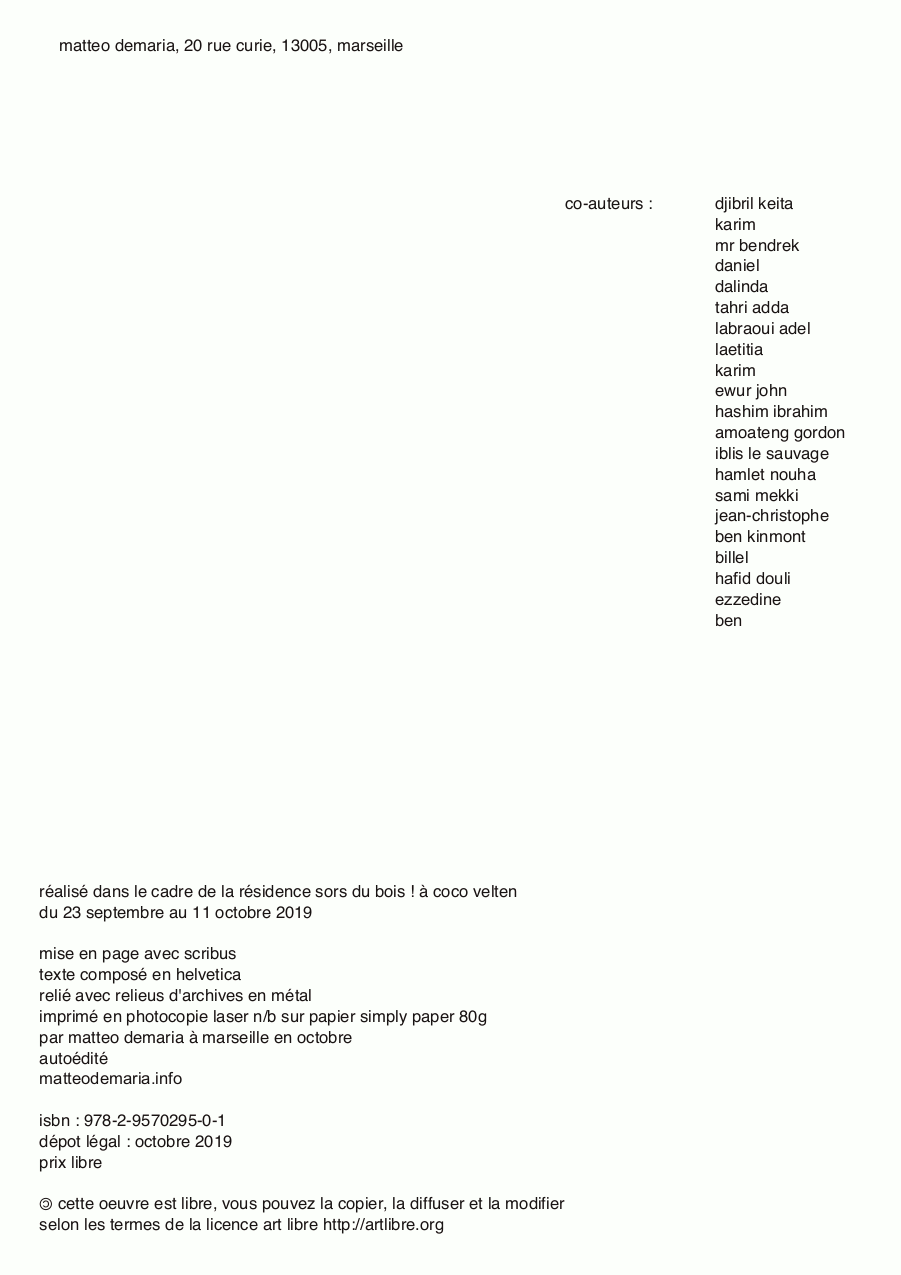 matteo demaria, 20 rue curie, 13005, marseille
co-auteurs : djibril keita
karim
mr bendrek
daniel
dalinda
tahri adda
labraoui adel
laetitia
karim
ewur john
hashim ibrahim
amoateng gordon
iblis le sauvage
hamlet nouha
sami mekki
jean-christophe
ben kinmont
billel
hafid douli
ezzedine
ben
réalisé dans le cadre de la résidence sors du bois ! à coco velten
du 23 septembre au 11 octobre 2019
mise en page avec scribus
texte composé en helvetica
relié avec relieus d'archives en métal
imprimé en photocopie laser n/b sur papier simply paper 80g
par matteo demaria à marseille en octobre
autoédité
matteodemaria.info
isbn : 978-2-9570295-0-1
dépot légal : octobre 2019
prix libre
🄯 cette oeuvre est libre, vous pouvez la copier, la diffuser et la modifier
selon les termes de la licence art libre http://artlibre.org